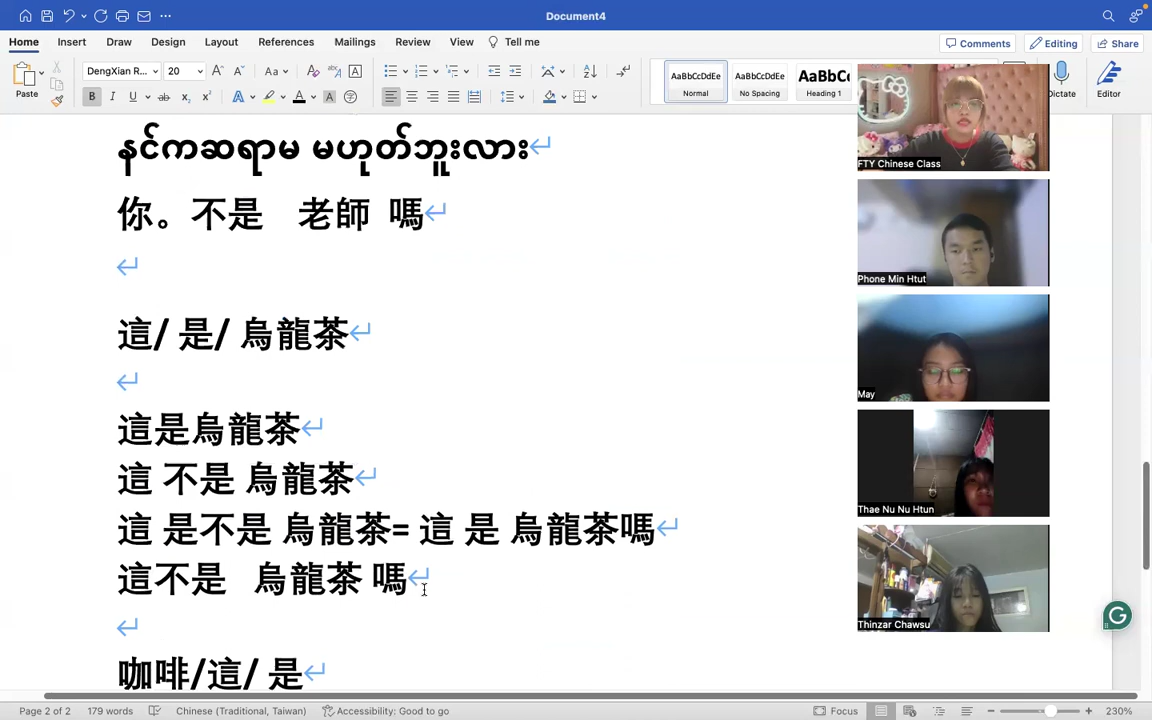 Document4
Home Insert Draw Design Layout References Mailings Review View Tell me Comments Editing Share
DengXian R... 20 Aa A A A
Paste B I U ab x₂ x² A A A
AaBbCcDdEe AaBbCcDdEe AaBbC
Normal No Spacing Heading 1 Dictate Editor
FTY Chinese Class
Phone Min Htut
May
Thae Nu Nu Htun
Thinzar Chawsu
နင်ကဆရာမ မဟုတ်ဘူးလား
你。不是 老師 嗎
這/ 是/ 烏龍茶
這是烏龍茶
這 不是 烏龍茶
這 是不是 烏龍茶= 這 是 烏龍茶嗎
這不是 烏龍茶 嗎
咖啡/這/ 是
Page 2 of 2 179 words Chinese (Traditional, Taiwan) Accessibility: Good to go Focus 230%